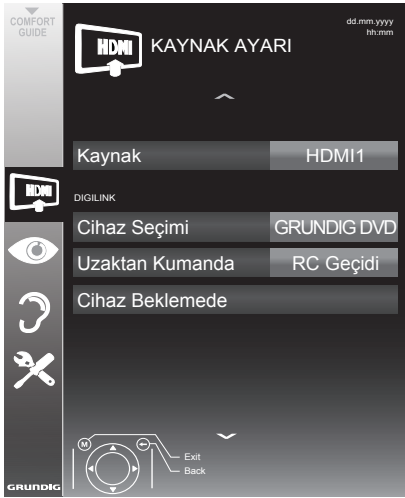 COMFORT
GUIDE
HDMI
KAYNAK AYARI
dd.mm.yyyy
hh:mm
Kaynak HDMI1
HDMI
DIGILINK
Cihaz Seçimi GRUNDIG DVD
Uzaktan Kumanda RC Geçidi
Cihaz Beklemede
M
Exit
Back
GRUNDIG